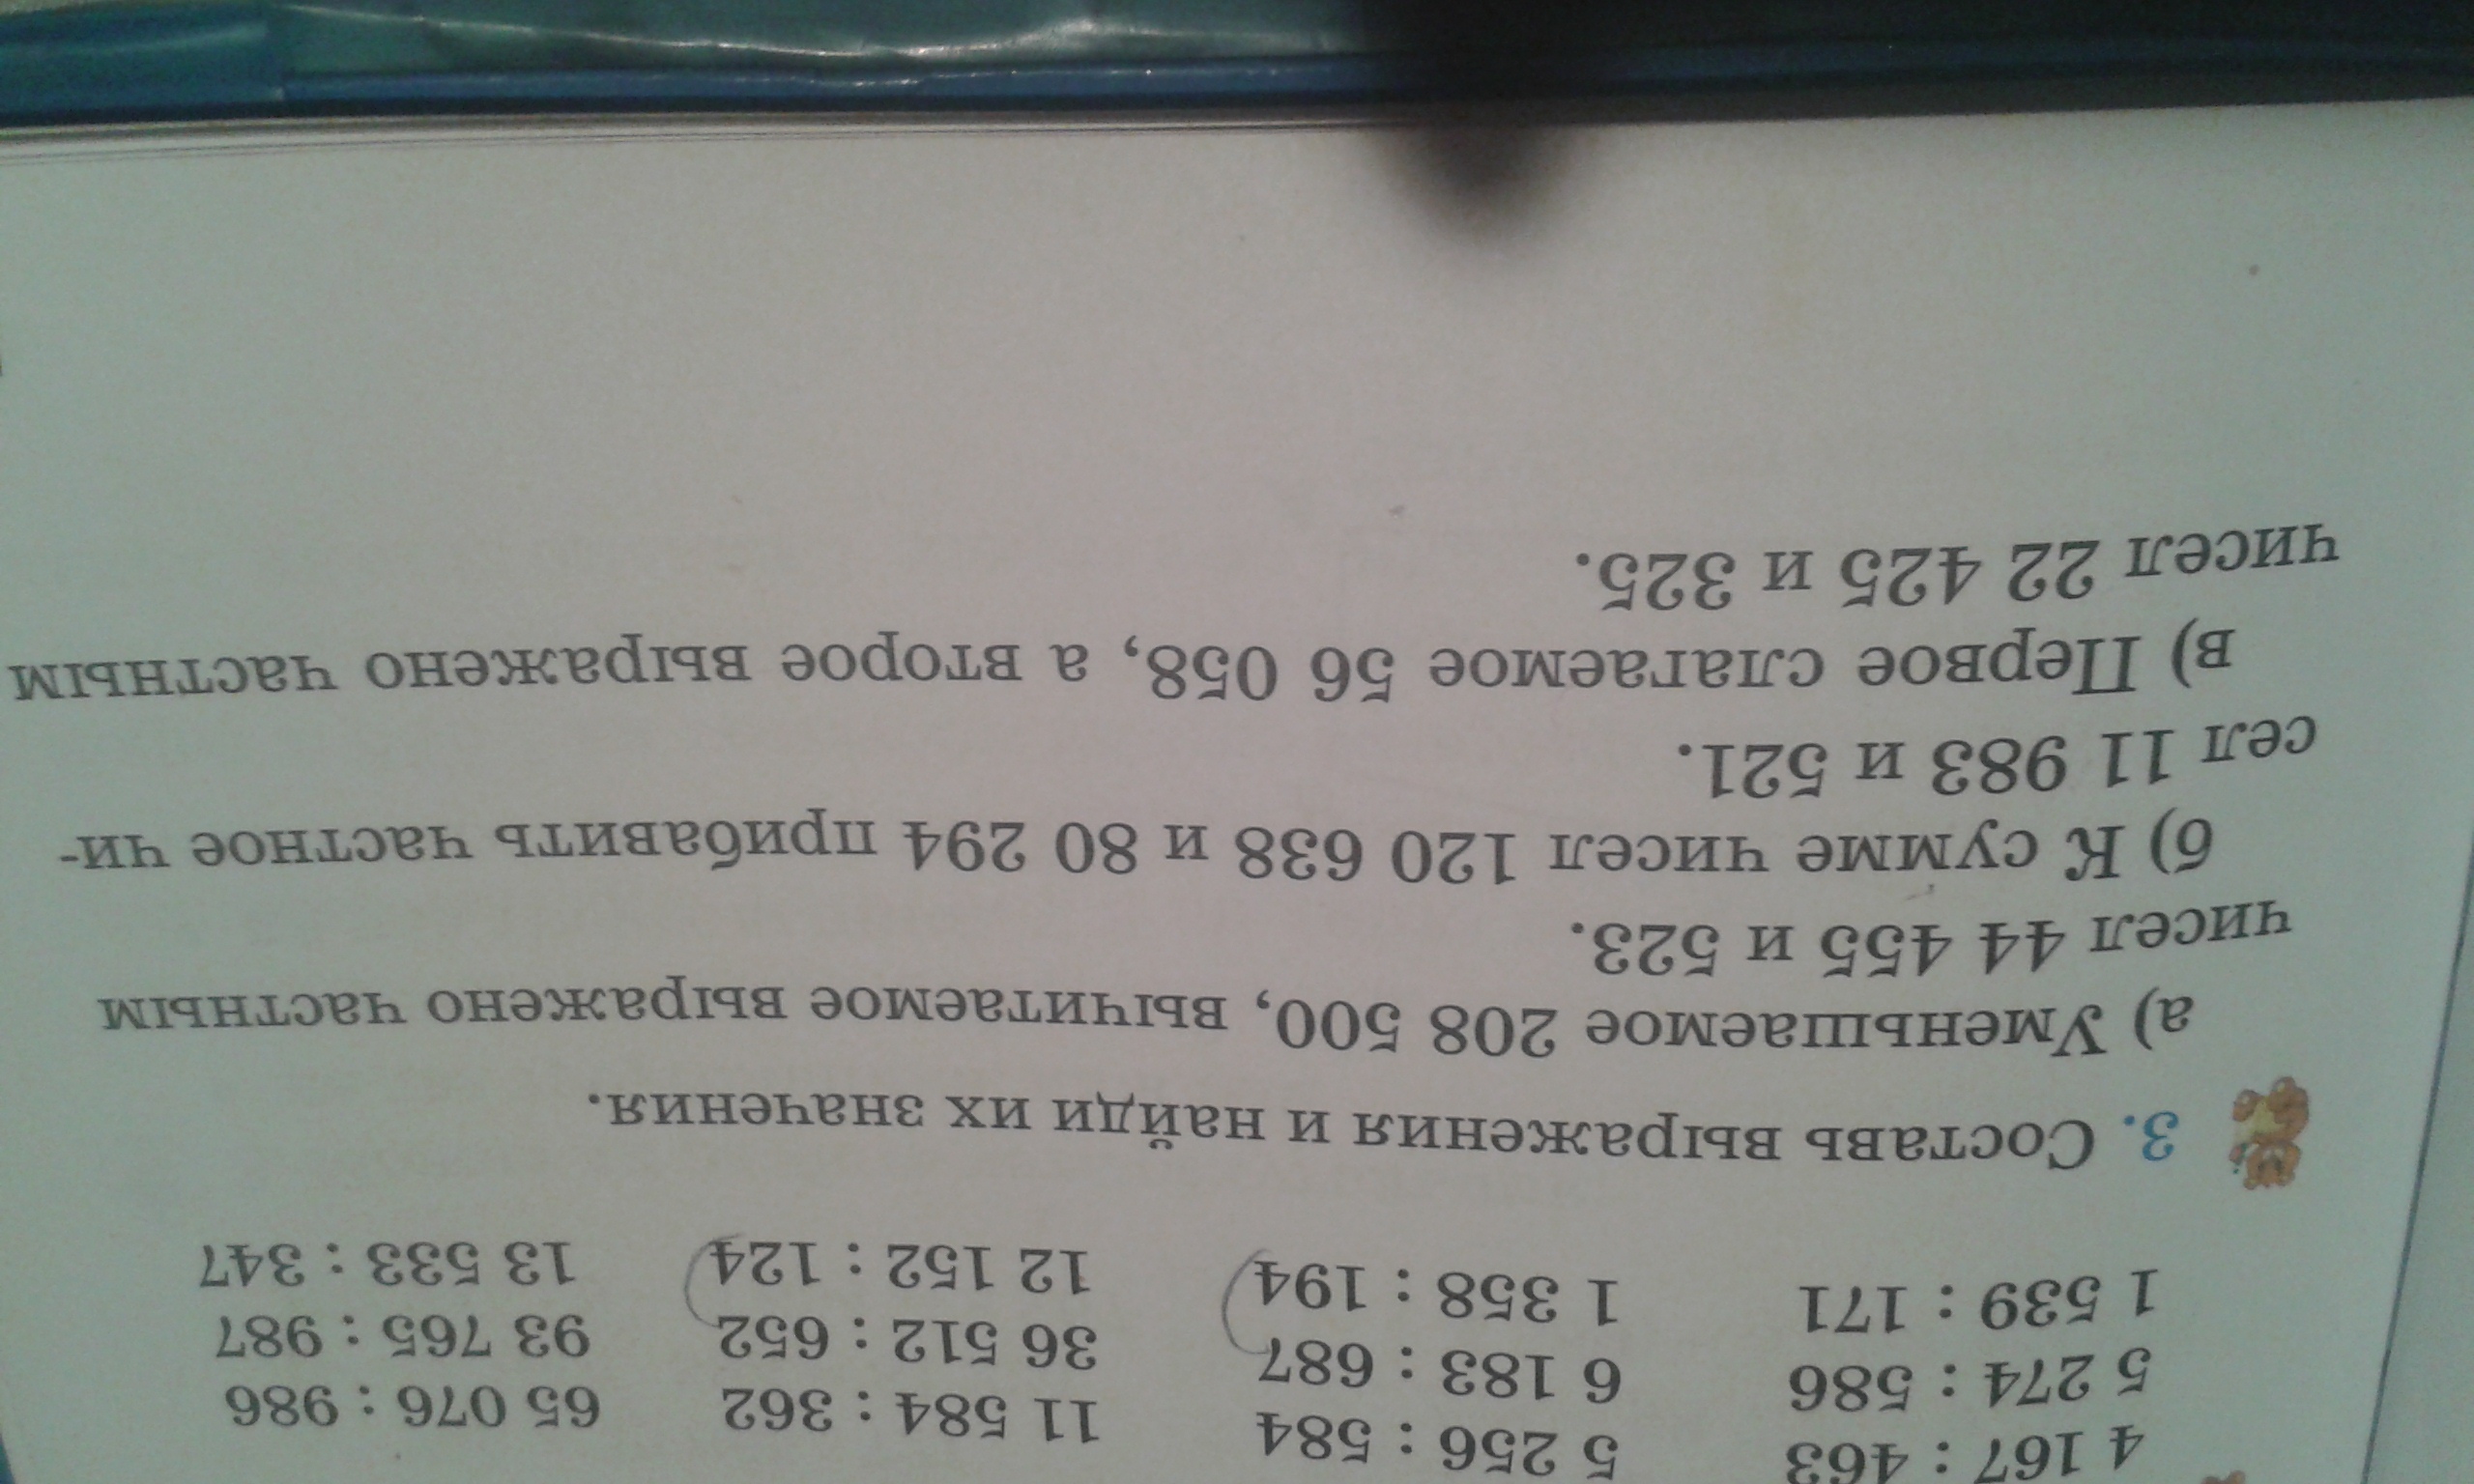 4 167 : 463 5 256 : 584 11 584 : 362 65 076 : 986
5 274 : 586 6 183 : 687 36 512 : 652 93 765 : 987
1 539 : 171 1 358 : 194 12 152 : 124 13 533 : 347
3. Составь выражения и найди их значения.
а) Уменьшаемое 208 500, вычитаемое выражено частным
чисел 44 455 и 523.
б) К сумме чисел 120 638 и 80 294 прибавить частное чи-
сел 11 983 и 521.
в) Первое слагаемое 56 058, а второе выражено частным
чисел 22 425 и 325.